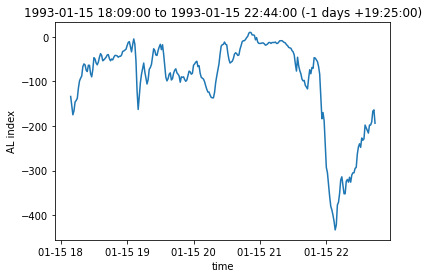 1993-01-15 18:09:00 to 1993-01-15 22:44:00 (-1 days +19:25:00)
AL index
0
−100
−200
−300
−400
01-15 18 01-15 19 01-15 20 01-15 21 01-15 22
time